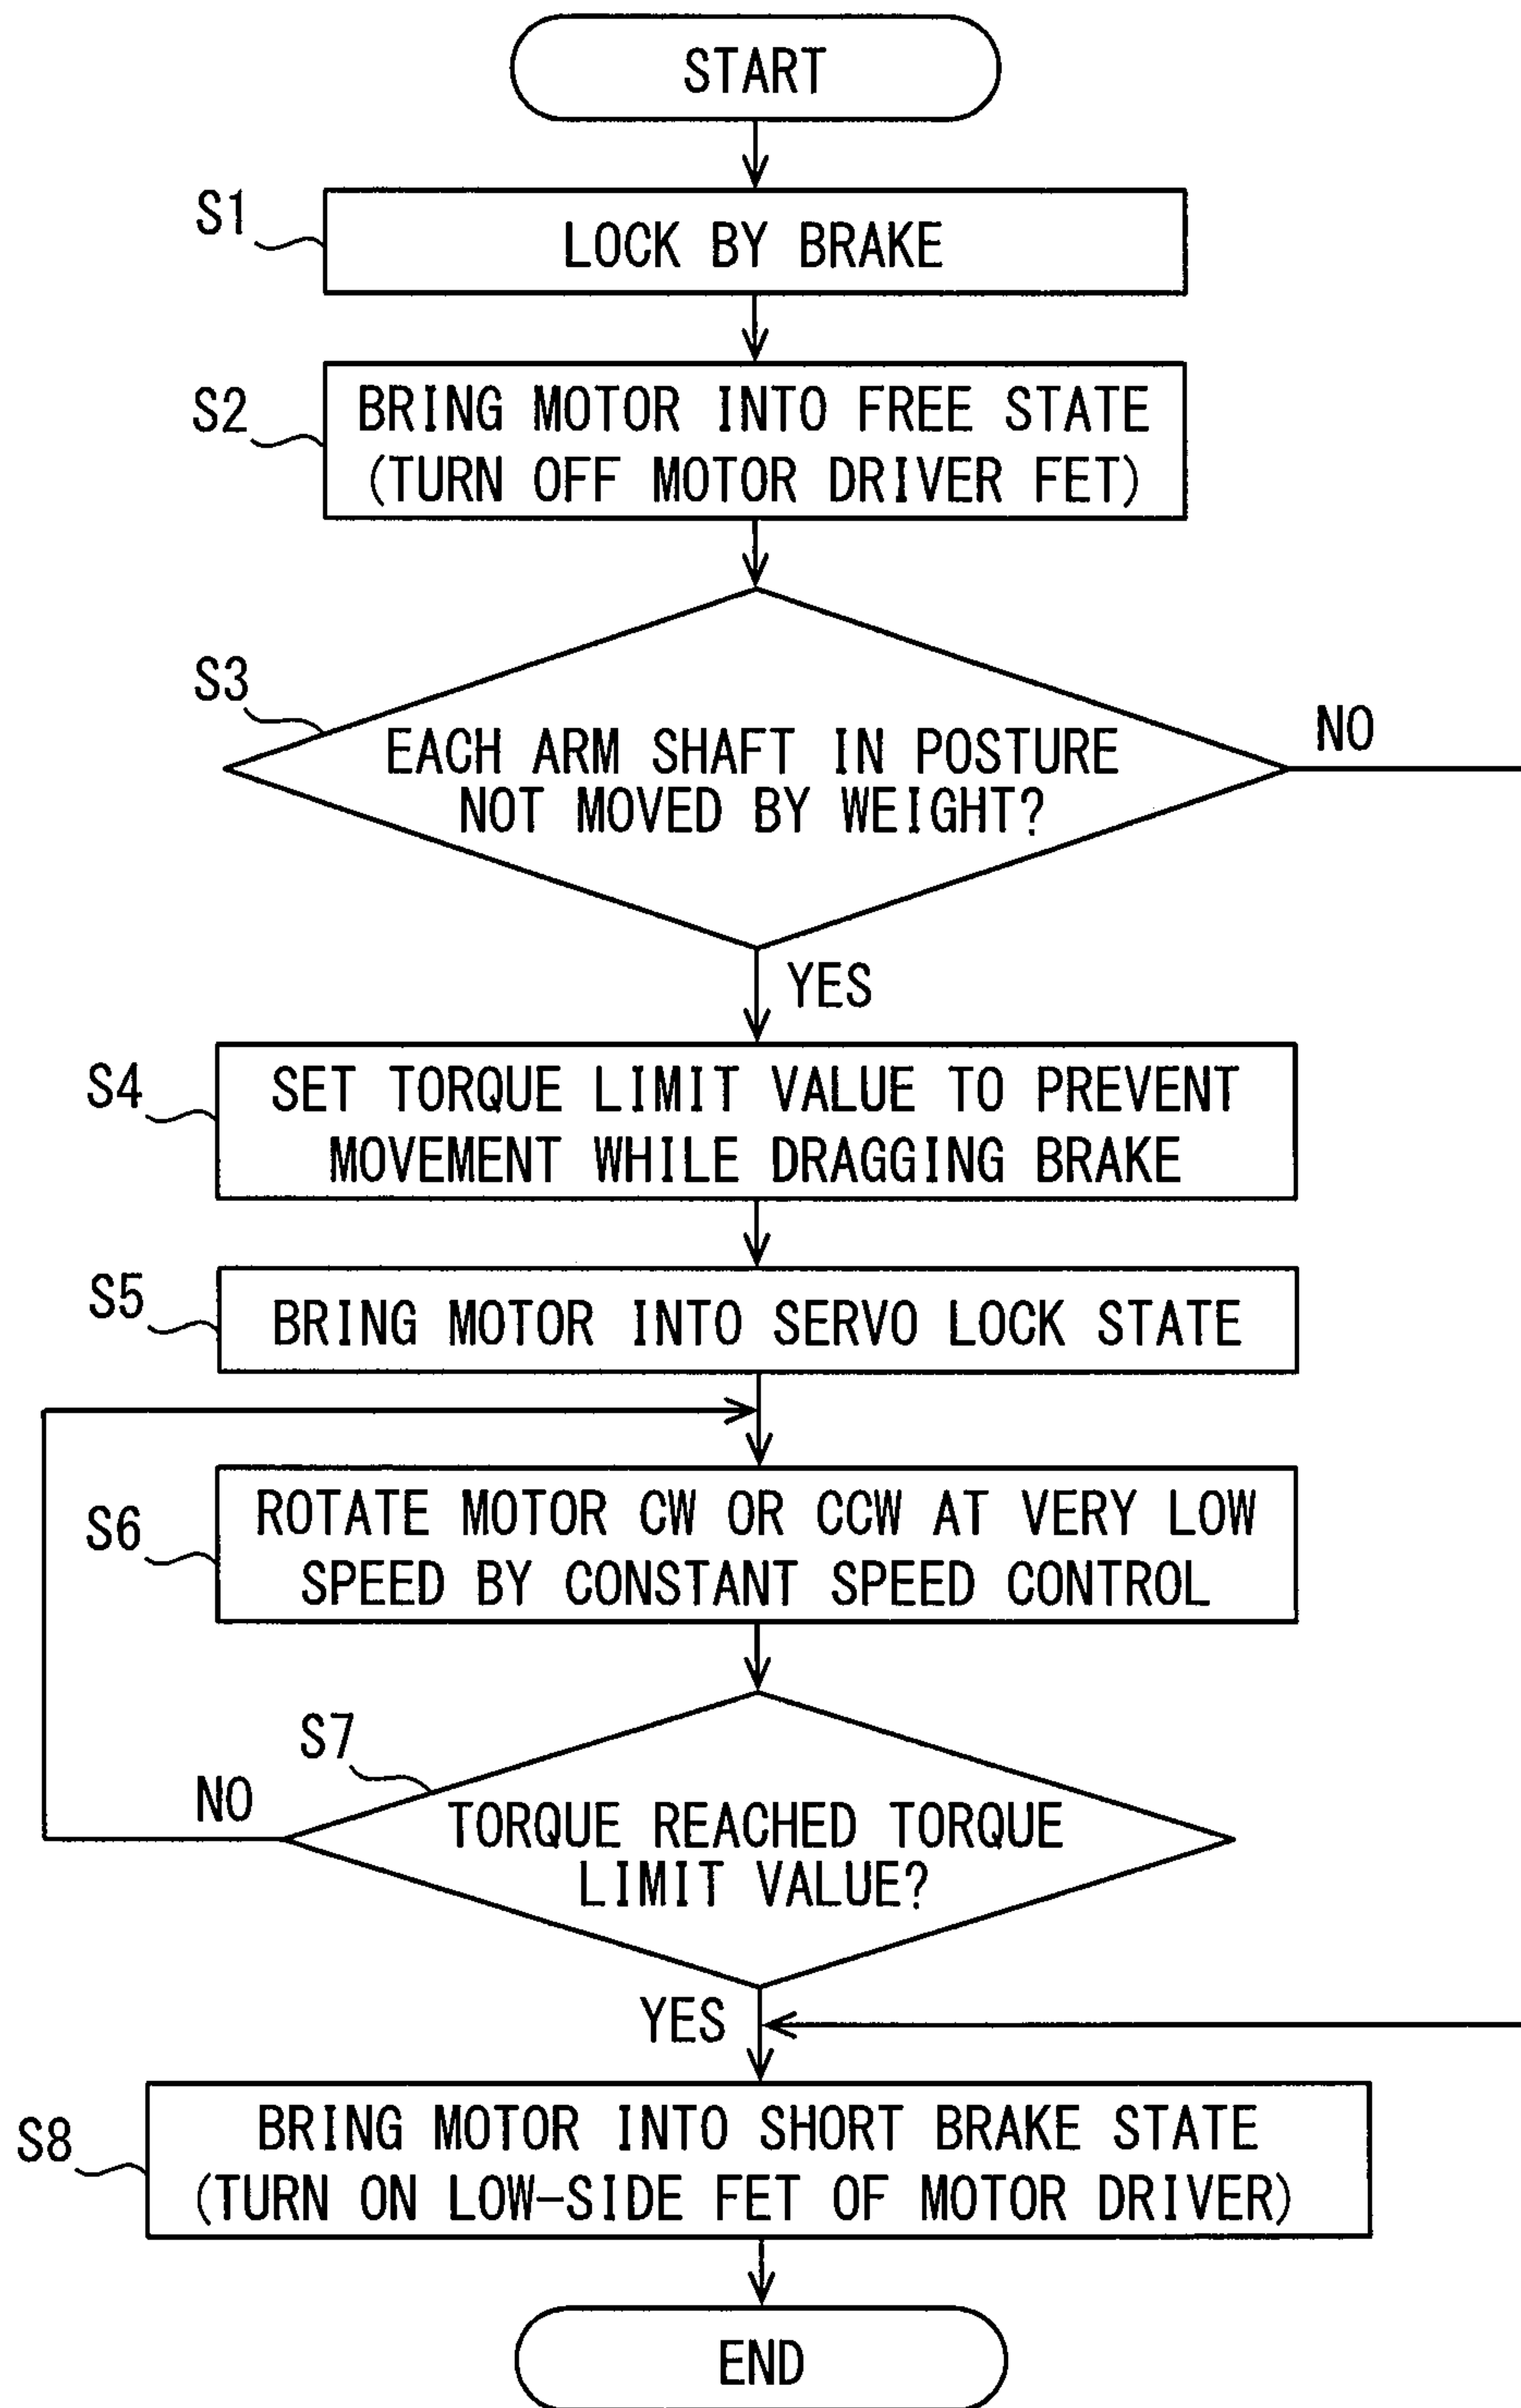 START
S1
LOCK BY BRAKE
S2
BRING MOTOR INTO FREE STATE
(TURN OFF MOTOR DRIVER FET)
S3
EACH ARM SHAFT IN POSTURE
NOT MOVED BY WEIGHT?
NO
YES
S4
SET TORQUE LIMIT VALUE TO PREVENT
MOVEMENT WHILE DRAGGING BRAKE
S5
BRING MOTOR INTO SERVO LOCK STATE
S6
ROTATE MOTOR CW OR CCW AT VERY LOW
SPEED BY CONSTANT SPEED CONTROL
S7
NO
TORQUE REACHED TORQUE
LIMIT VALUE?
YES
S8
BRING MOTOR INTO SHORT BRAKE STATE
(TURN ON LOW-SIDE FET OF MOTOR DRIVER)
END